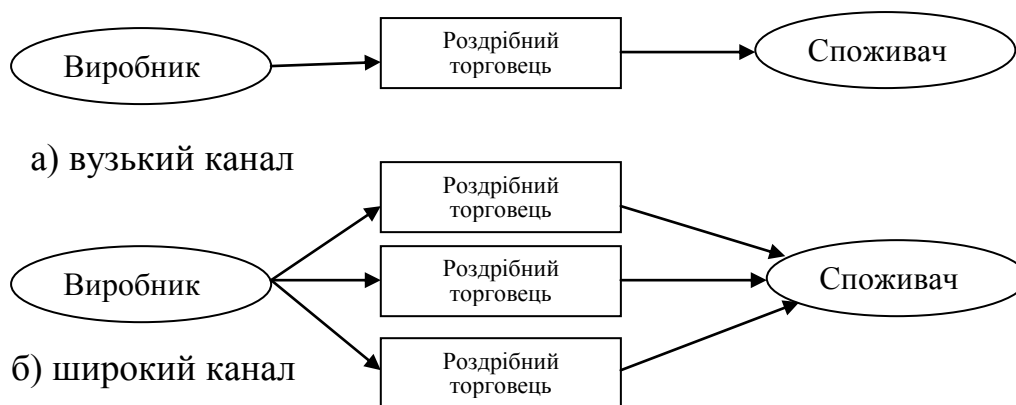 Виробник
Роздрібний
торговець
Споживач
а) вузький канал
Роздрібний
торговець
Виробник
Роздрібний
торговець
Споживач
Роздрібний
торговець
б) широкий канал